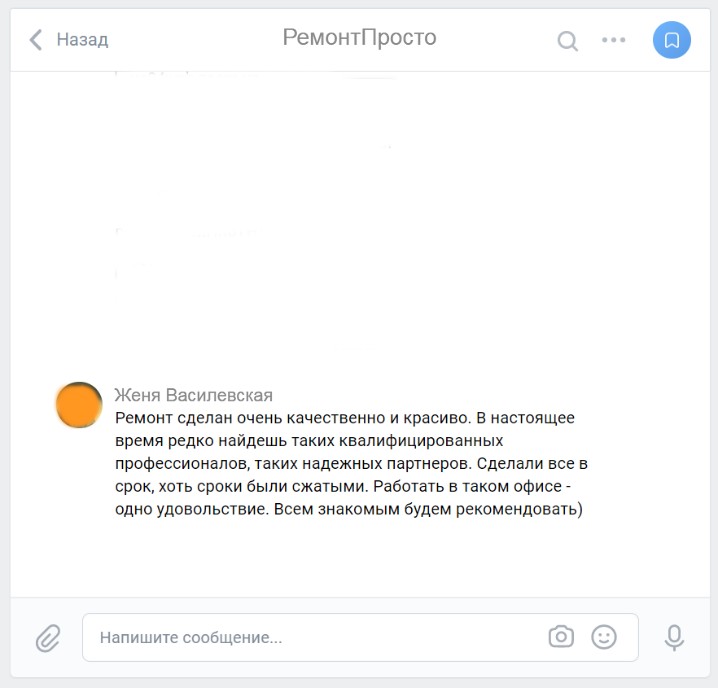 Назад
РемонтПросто
Женя Василевская
Ремонт сделан очень качественно и красиво. В настоящее
время редко найдешь таких квалифицированных
профессионалов, таких надежных партнеров. Сделали все в
срок, хоть сроки были сжатыми. Работать в таком офисе -
одно удовольствие. Всем знакомым будем рекомендовать)
Напишите сообщение...